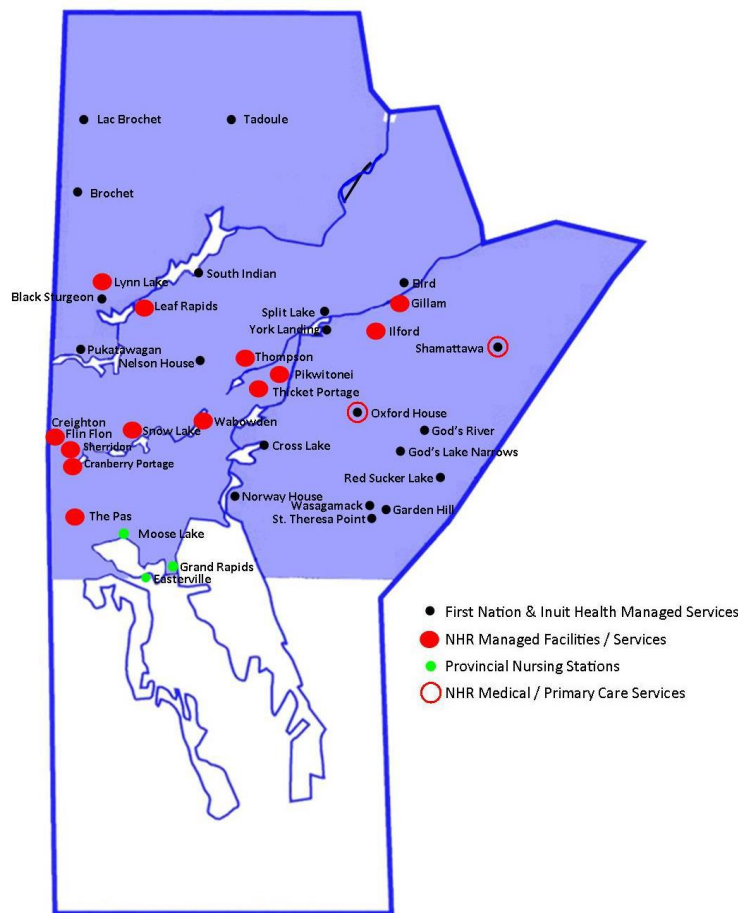 Lac Brochet
Tadoule
Brochet
South Indian
Lynn Lake
Bird
Black Sturgeon
Leaf Rapids
Gillam
Split Lake
York Landing
Ilford
Shamattawa
Pukatawagan
Nelson House
Thompson
Pikwitonei
Thicket Portage
Oxford House
Creighton
Flin Flon
Snow Lake
Wabowden
God's River
Sherridon
Cross Lake
God's Lake Narrows
Cranberry Portage
Red Sucker Lake
Norway House
Wasagamack
Garden Hill
The Pas
St. Theresa Point
Moose Lake
Grand Rapids
Easterville
First Nation & Inuit Health Managed Services
NHR Managed Facilities / Services
Provincial Nursing Stations
NHR Medical / Primary Care Services